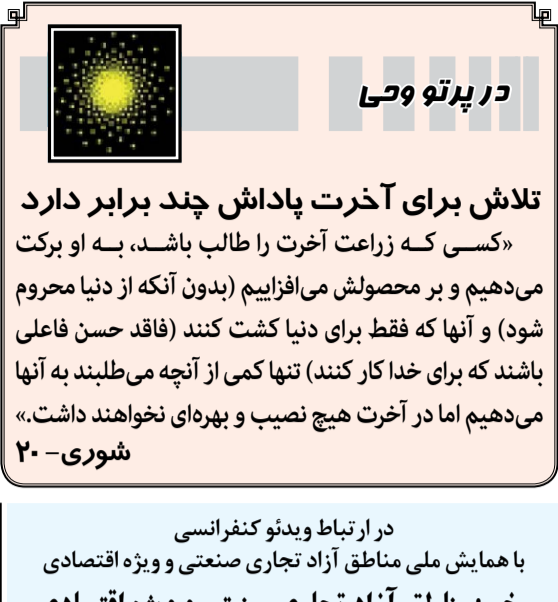 در پرتو وحی
تلاش برای آخرت پاداش چند برابر دارد
«کسی که زراعت آخرت را طالب باشد، به او برکت
می‌دهیم و بر محصولش می‌افزاییم (بدون آنکه از دنیا محروم
شود) و آنها که فقط برای دنیا کشت کنند (فاقد حسن فاعلی
باشند که برای خدا کار کنند) تنها کمی از آنچه می‌طلبند به آنها
می‌دهیم اما در آخرت هیچ نصیب و بهره‌ای نخواهند داشت.»
شوری- ۲۰
در ارتباط ویدئو کنفرانسی
با همایش ملی مناطق آزاد تجاری صنعتی و ویژه اقتصادی